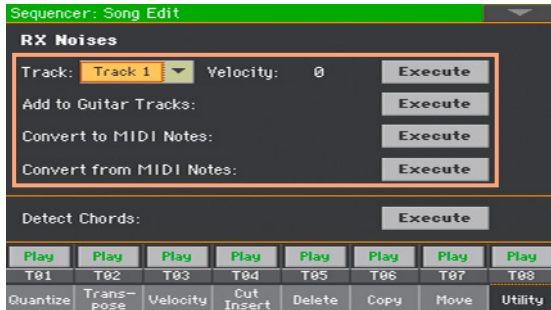 Sequencer: Song Edit
RX Noises
Track: Track 1 Velocity: 0 Execute
Add to Guitar Tracks: Execute
Convert to MIDI Notes: Execute
Convert from MIDI Notes: Execute
Detect Chords: Execute
Play Play Play Play Play Play Play Play
T01 T02 T03 T04 T05 T06 T07 T08
Quantize Trans- Velocity Cut Delete Copy Move Utility
pose Insert